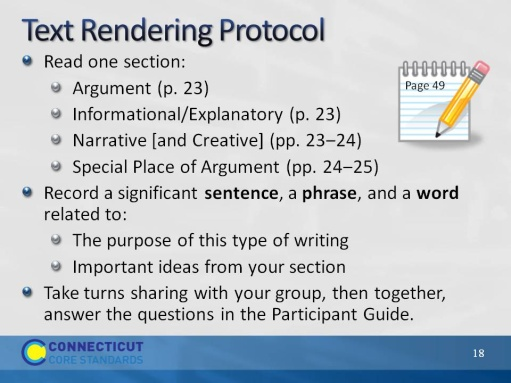 Text Rendering Protocol
Read one section:
Page 49
Argument (p. 23)
Informational/Explanatory (p. 23)
Narrative [and Creative] (pp. 23–24)
Special Place of Argument (pp. 24–25)
Record a significant sentence, a phrase, and a word
related to:
The purpose of this type of writing
Important ideas from your section
Take turns sharing with your group, then together,
answer the questions in the Participant Guide.
CONNECTICUT
CORE STANDARDS
18